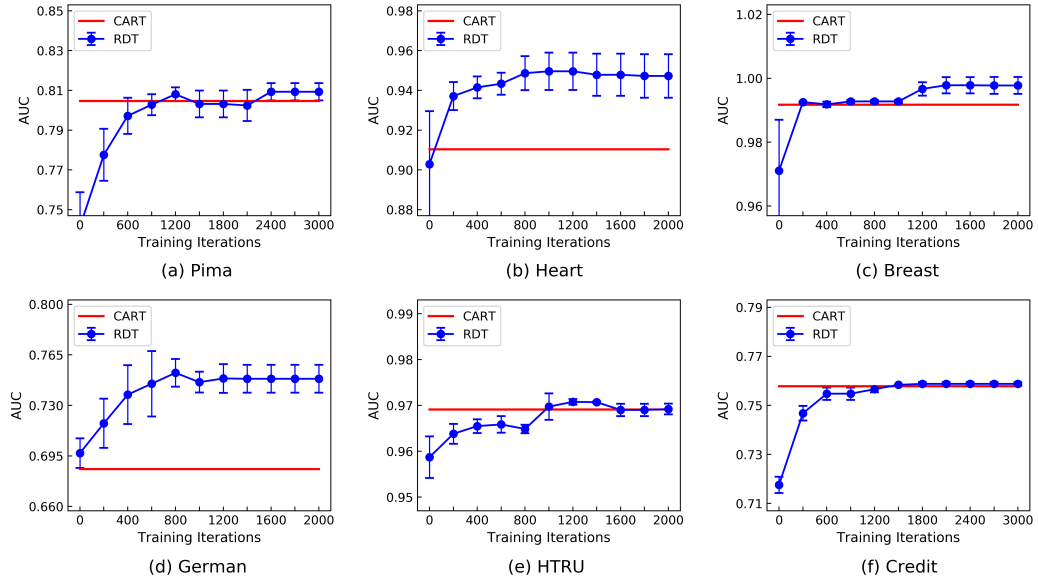 0.85
0.83
0.81
0.79
0.77
0.75
AUC
CART
RDT
0 600 1200 1800 2400 3000
Training Iterations
(a) Pima
0.98
0.96
0.94
0.92
0.90
0.88
AUC
CART
RDT
0 400 800 1200 1600 2000
Training Iterations
(b) Heart
1.02
1.00
0.98
0.96
AUC
CART
RDT
0 400 800 1200 1600 2000
Training Iterations
(c) Breast
0.800
0.765
0.730
0.695
0.660
AUC
CART
RDT
0 400 800 1200 1600 2000
Training Iterations
(d) German
0.99
0.98
0.97
0.96
0.95
AUC
CART
RDT
0 400 800 1200 1600 2000
Training Iterations
(e) HTRU
0.79
0.77
0.75
0.73
0.71
AUC
CART
RDT
0 600 1200 1800 2400 3000
Training Iterations
(f) Credit